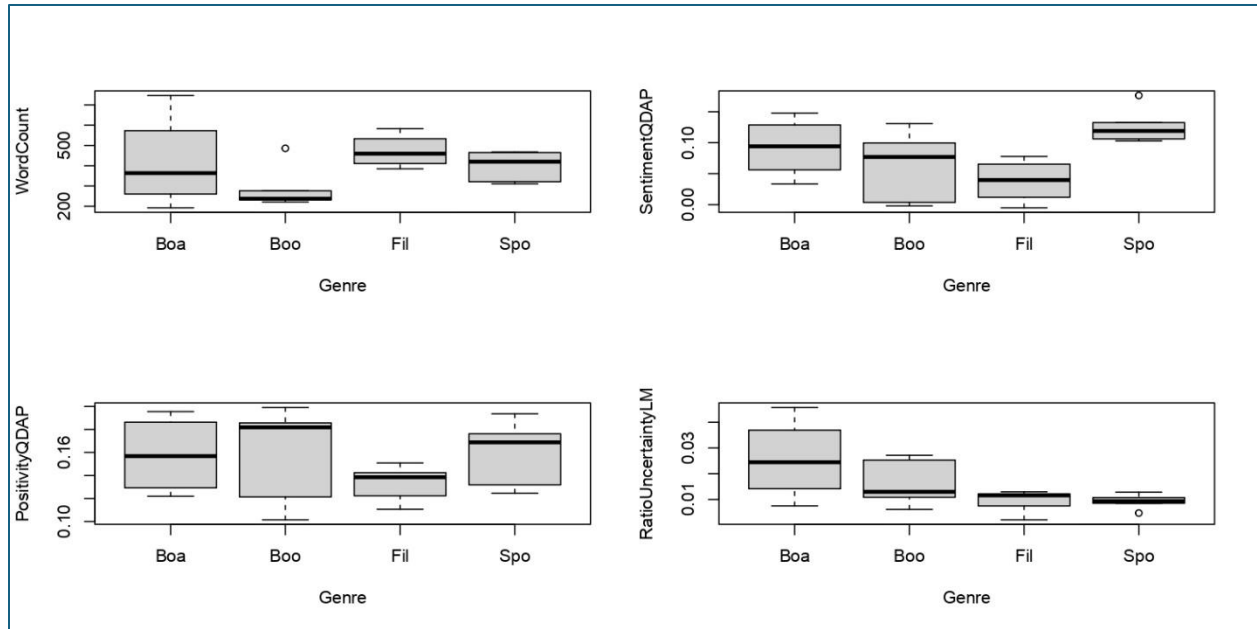 WordCount
500
200
Boa Boo Fil Spo
Genre
SentimentQDAP
0.10
0.00
Boa Boo Fil Spo
Genre
PositivityQDAP
0.16
0.10
Boa Boo Fil Spo
Genre
RatioUncertaintyLM
0.03
0.01
Boa Boo Fil Spo
Genre